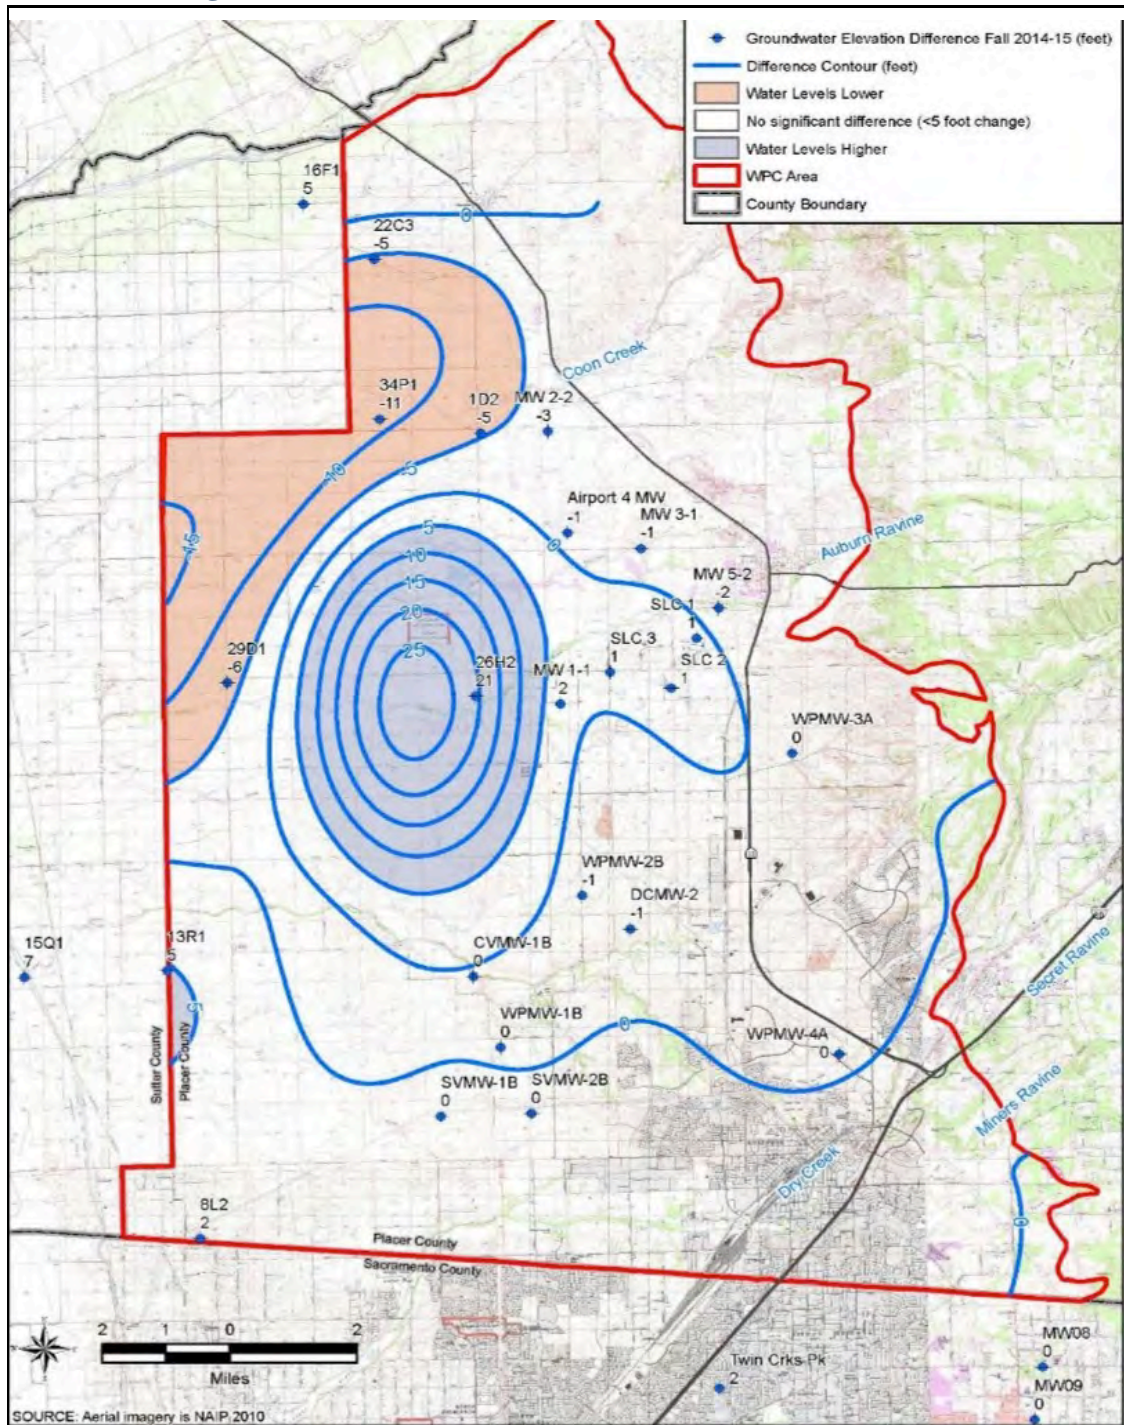 Groundwater Elevation Difference Fall 2014-15 (feet)
Difference Contour (feet)
Water Levels Lower
No significant difference (<5 foot change)
Water Levels Higher
WPC Area
County Boundary
16F1
5
0
22C3
-5
Coon Creek
34P1
-11
1D2
-5
MW 2-2
-3
-10
-5
Airport 4 MW
-1
MW 3-1
-1
Auburn Ravine
-15
5
0
10
15
20
25
MW 5-2
-2
SLC 1
1
SLC 3
1
SLC 2
1
29D1
-6
26H2
21
MW 1-1
2
WPMW-3A
0
WPMW-2B
-1
DCMW-2
-1
15Q1
7
13R1
5
5
CVMW-1B
0
Secret Ravine
WPMW-1B
0
0
WPMW-4A
0
Sutter County
Placer County
SVMW-1B
0
SVMW-2B
0
Miners Ravine
Dry Creek
8L2
2
0
Placer County
Sacramento County
2 1 0 2
Miles
MW08
0
Twin Crks Pk
2
MW09
0
SOURCE: Aerial imagery is NAIP 2010